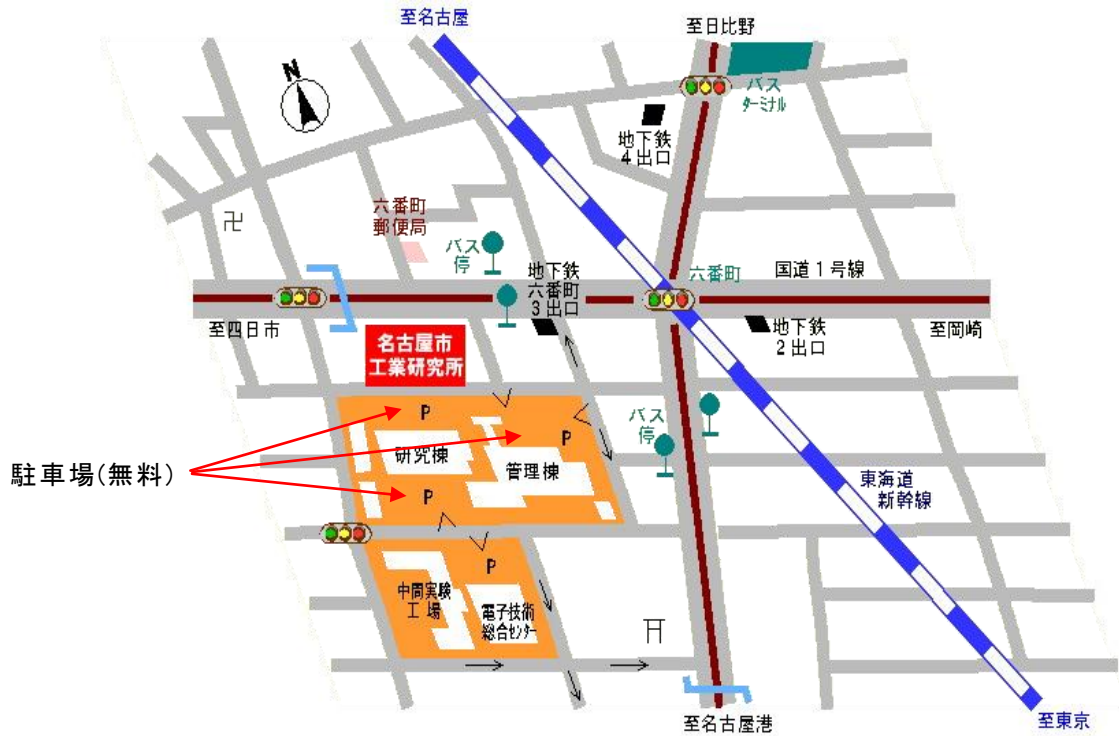 至名古屋
至日比野
N
バス
ターミナル
地下鉄
4出口
六番町
郵便局
卍
バス
停
地下鉄
六番町
3出口
六番町
国道1号線
至四日市
地下鉄
2出口
至岡崎
名古屋市
工業研究所
P
P
バス
停
研究棟
管理棟
駐車場(無料)
P
東海道
新幹線
P
中間実験
工場
電子技術
総合センター
至名古屋港
至東京